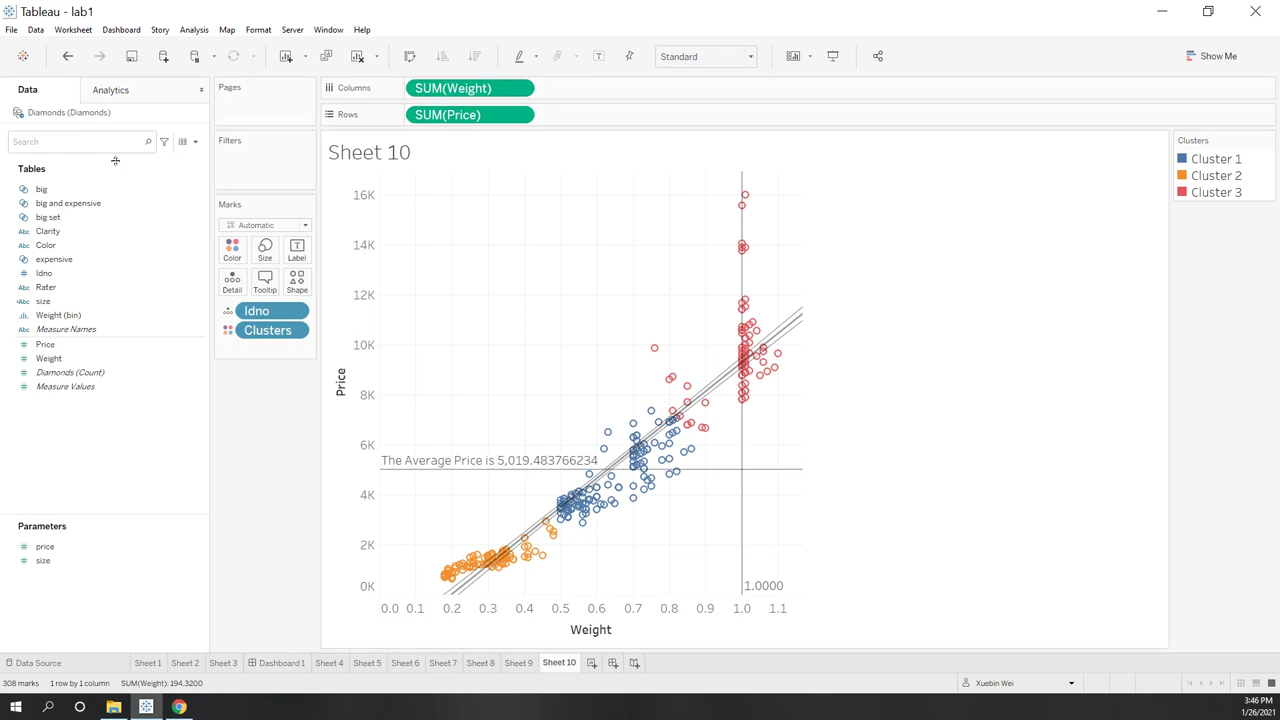 Tableau - lab1
File Data Worksheet Dashboard Story Analysis Map Format Server Window Help
Standard
Show Me
Data Analytics
Diamonds (Diamonds)
Search
Tables
big
big and expensive
big set
Abc Clarity
Abc Color
expensive
Idno
Abc Rater
Abc size
Weight (bin)
Abc Measure Names
Price
Weight
Diamonds (Count)
Measure Values
Parameters
price
size
Pages
Filters
Marks
Automatic
Color Size Label
Detail Tooltip Shape
Idno
Clusters
Columns SUM(Weight)
Rows SUM(Price)
Sheet 10
16K
14K
12K
10K
8K
6K
4K
2K
0K
Price
The Average Price is 5,019.483766234
1.0000
0.0 0.1 0.2 0.3 0.4 0.5 0.6 0.7 0.8 0.9 1.0 1.1
Weight
Clusters
Cluster 1
Cluster 2
Cluster 3
Data Source Sheet 1 Sheet 2 Sheet 3 Dashboard 1 Sheet 4 Sheet 5 Sheet 6 Sheet 7 Sheet 8 Sheet 9 Sheet 10
308 marks 1 row by 1 column SUM(Weight): 194.3200 Xuebin Wei
3:46 PM
1/26/2021